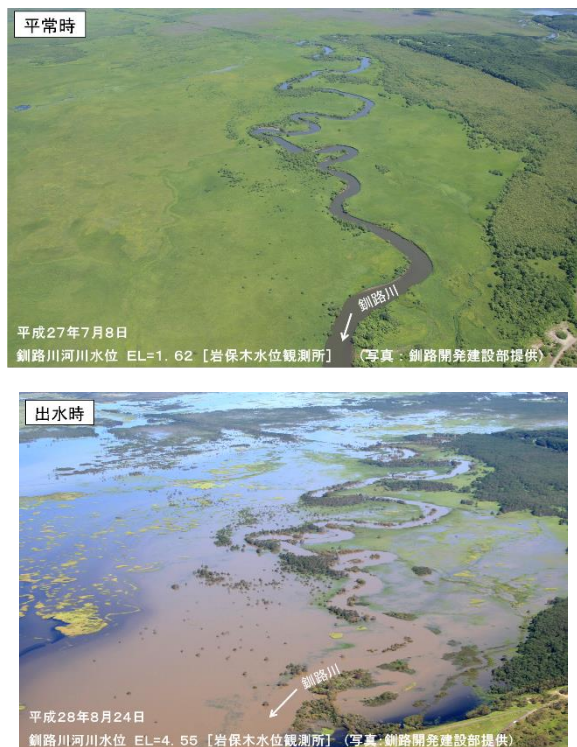 平常時
釧路川
平成27年7月8日
釧路川河川水位 EL=1.62 [岩保木水位観測所] (写真:釧路開発建設部提供)
出水時
釧路川
平成28年8月24日
釧路川河川水位 EL=4.55 [岩保木水位観測所] (写真:釧路開発建設部提供)